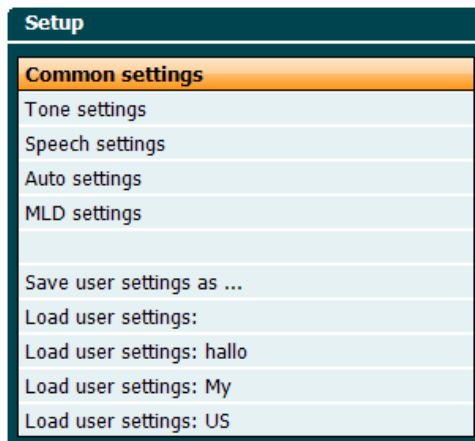 Setup
Common settings
Tone settings
Speech settings
Auto settings
MLD settings
Save user settings as ...
Load user settings:
Load user settings: hallo
Load user settings: My
Load user settings: US